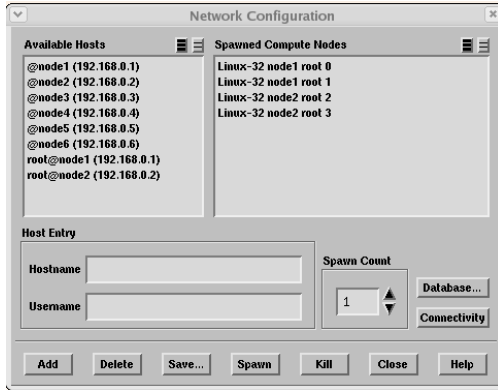 Network Configuration
Available Hosts
@node1 (192.168.0.1)
@node2 (192.168.0.2)
@node3 (192.168.0.3)
@node4 (192.168.0.4)
@node5 (192.168.0.5)
@node6 (192.168.0.6)
root@node1 (192.168.0.1)
root@node2 (192.168.0.2)
Spawned Compute Nodes
Linux-32 node1 root 0
Linux-32 node1 root 1
Linux-32 node2 root 2
Linux-32 node2 root 3
Host Entry
Hostname
Username
Spawn Count
1
Database...
Connectivity
Add Delete Save... Spawn Kill Close Help